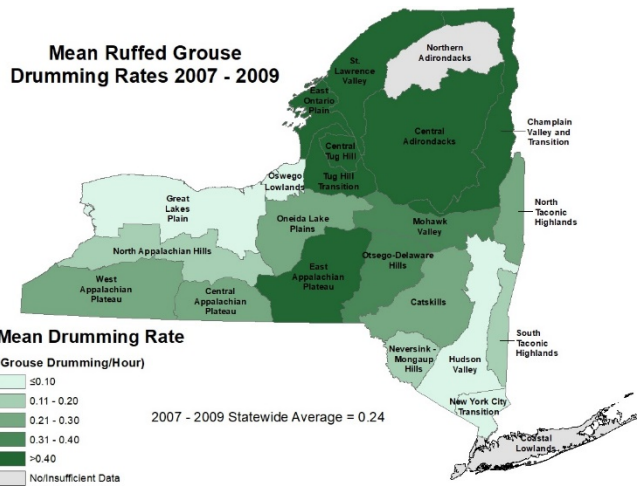 Mean Ruffed Grouse
Drumming Rates 2007 - 2009
Northern
Adirondacks
St.
Lawrence
Valley
East
Ontario
Plain
Central
Adirondacks
Champlain
Valley and
Transition
Central
Tug Hill
Tug Hill
Transition
Oswego
Lowlands
Great
Lakes
Plain
Oneida Lake
Plains
Mohawk
Valley
North
Taconic
Highlands
North Appalachian Hills
Otsego-Delaware
Hills
West
Appalachian
Plateau
Central
Appalachian
Plateau
East
Appalachian
Plateau
Catskills
Neversink -
Mongaup
Hills
Hudson
Valley
South
Taconic
Highlands
New York City
Transition
Coastal
Lowlands
Mean Drumming Rate
(Grouse Drumming/Hour)
≤0.10
0.11 - 0.20
0.21 - 0.30
0.31 - 0.40
>0.40
No/Insufficient Data
2007 - 2009 Statewide Average = 0.24